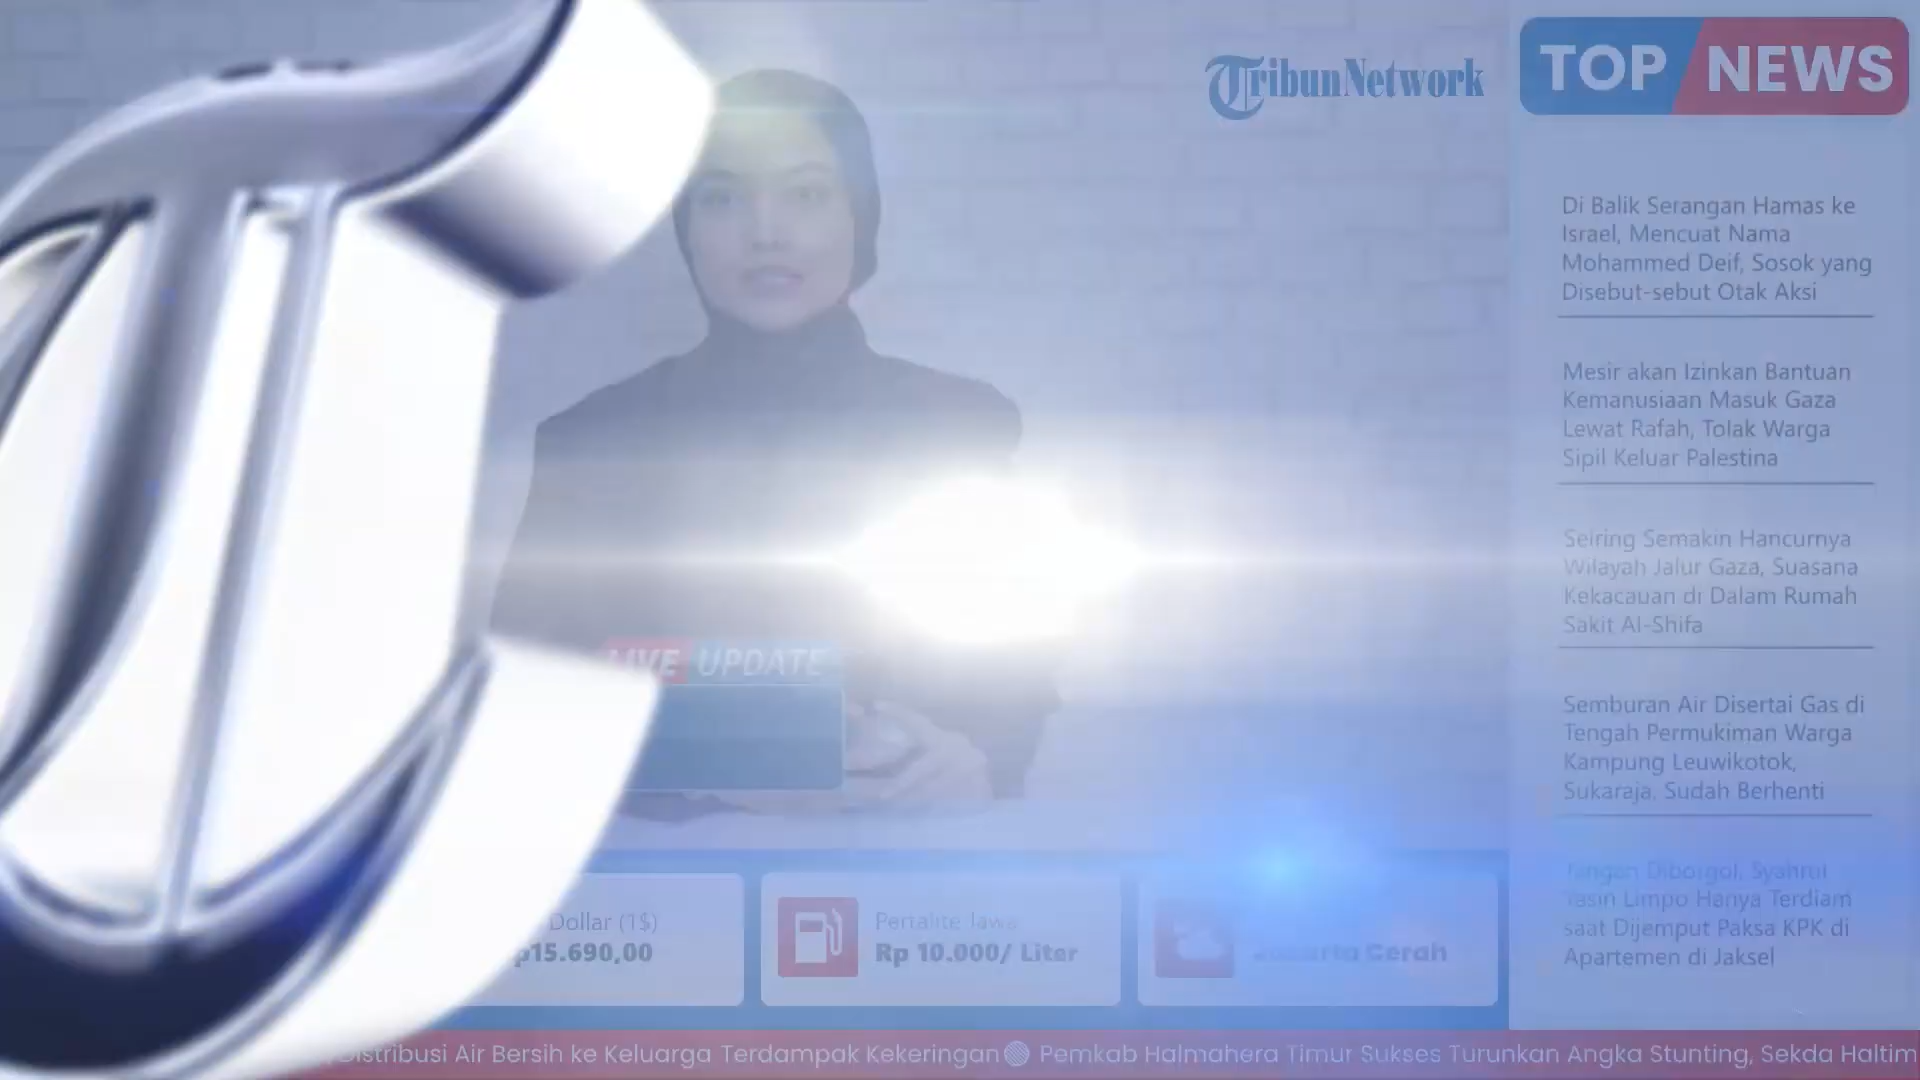 TribunNetwork
TOP NEWS
Di Balik Serangan Hamas ke
Israel, Mencuat Nama
Mohammed Deif, Sosok yang
Disebut-sebut Otak Aksi
Mesir akan Izinkan Bantuan
Kemanusiaan Masuk Gaza
Lewat Rafah, Tolak Warga
Sipil Keluar Palestina
Seiring Semakin Hancurnya
Wilayah Jalur Gaza, Suasana
Kekacauan di Dalam Rumah
Sakit Al-Shifa
Semburan Air Disertai Gas di
Tengah Permukiman Warga
Kampung Leuwikotok,
Sukaraja, Sudah Berhenti
Tangan Diborgol, Syahrul
Yasin Limpo Hanya Terdiam
saat Dijemput Paksa KPK di
Apartemen di Jaksel
LIVE UPDATE
Dollar (1$)
p15.690,00
Pertalite Jawa
Rp 10.000/ Liter
Jakarta Cerah
Distribusi Air Bersih ke Keluarga Terdampak Kekeringan Pemkab Halmahera Timur Sukses Turunkan Angka Stunting, Sekda Haltim